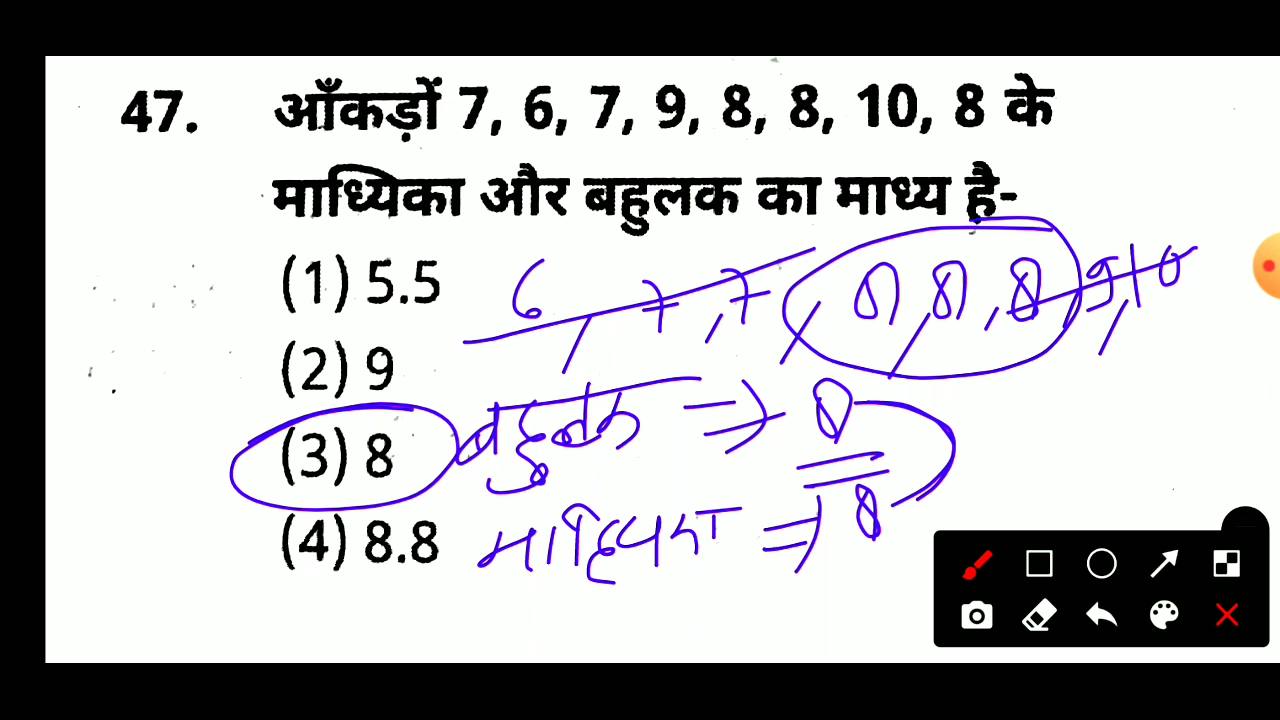 47. आँकड़ों 7, 6, 7, 9, 8, 8, 10, 8 के
माध्यिका और बहुलक का माध्य है-
(1) 5.5
6, 7, 7, 8, 8, 8, 9, 10
(2) 9
बहुलक ⇒ 8
(3) 8
माध्यिका ⇒ 8
(4) 8.8